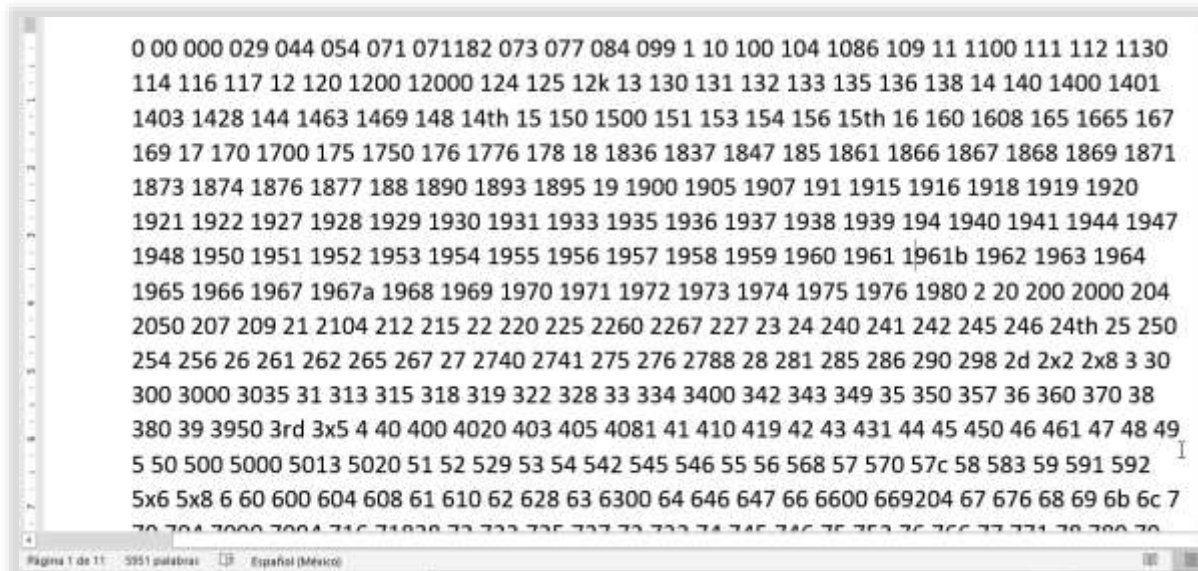 0 00 000 029 044 054 071 071182 073 077 084 099 1 10 100 104 1086 109 11 1100 111 112 1130
114 116 117 12 120 1200 12000 124 125 12k 13 130 131 132 133 135 136 138 14 140 1400 1401
1403 1428 144 1463 1469 148 14th 15 150 1500 151 153 154 156 15th 16 160 1608 165 1665 167
169 17 170 1700 175 1750 176 1776 178 18 1836 1837 1847 185 1861 1866 1867 1868 1869 1871
1873 1874 1876 1877 188 1890 1893 1895 19 1900 1905 1907 191 1915 1916 1918 1919 1920
1921 1922 1927 1928 1929 1930 1931 1933 1935 1936 1937 1938 1939 194 1940 1941 1944 1947
1948 1950 1951 1952 1953 1954 1955 1956 1957 1958 1959 1960 1961 1961b 1962 1963 1964
1965 1966 1967 1967a 1968 1969 1970 1971 1972 1973 1974 1975 1976 1980 2 20 200 2000 204
2050 207 209 21 2104 212 215 22 220 225 2260 2267 227 23 24 240 241 242 245 246 24th 25 250
254 256 26 261 262 265 267 27 2740 2741 275 276 2788 28 281 285 286 290 298 2d 2x2 2x8 3 30
300 3000 3035 31 313 315 318 319 322 328 33 334 3400 342 343 349 35 350 357 36 360 370 38
380 39 3950 3rd 3x5 4 40 400 4020 403 405 4081 41 410 419 42 43 431 44 45 450 46 461 47 48 49
5 50 500 5000 5013 5020 51 52 529 53 54 542 545 546 55 56 568 57 570 57c 58 583 59 591 592
5x6 5x8 6 60 600 604 608 61 610 62 628 63 6300 64 646 647 66 6600 669204 67 676 68 69 6b 6c 7
Página 1 de 11 5951 palabras Español (México)